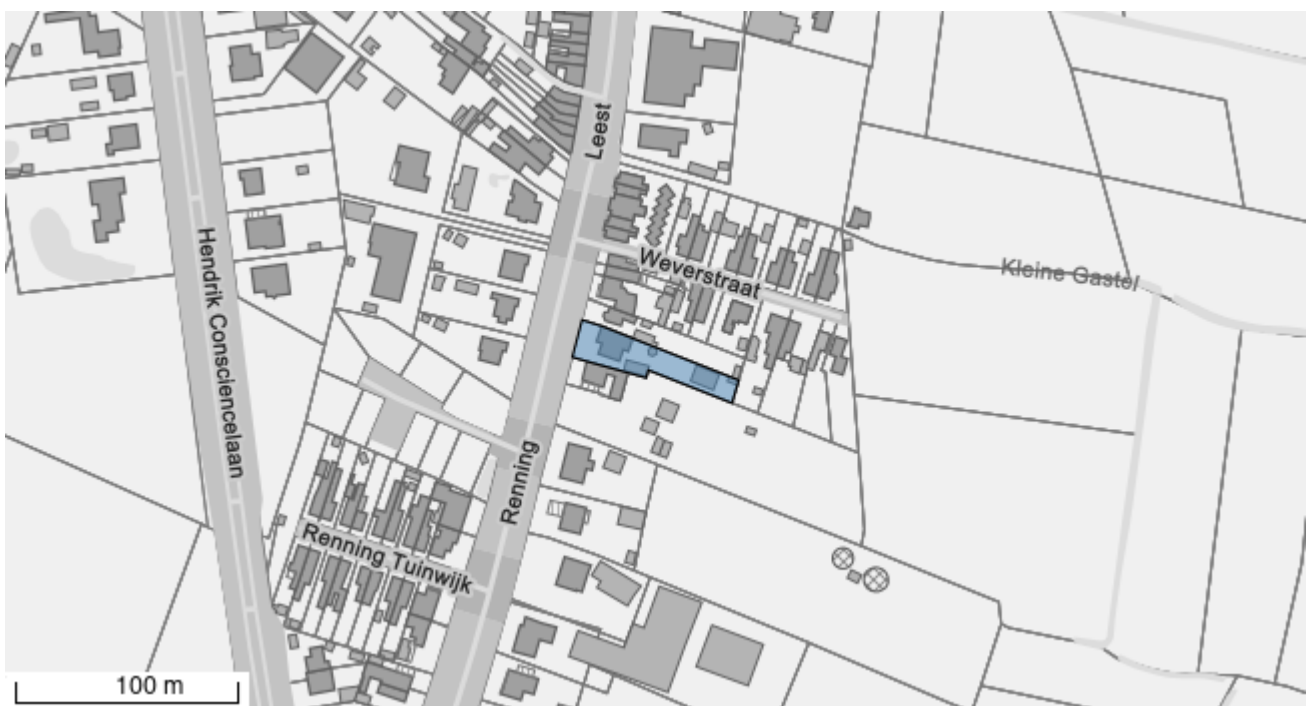 Leest
Weverstraat
Kleine Gastel
Hendrik Consciencelaan
Renning
Renning Tuinwijk
100 m